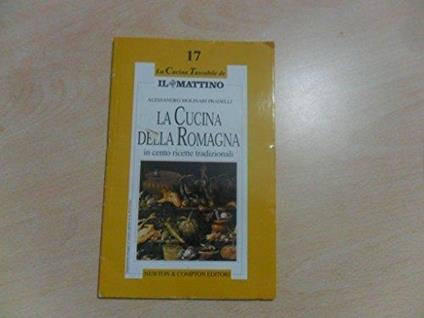 17
La Cucina Tascabile de
IL MATTINO
ALESSANDRO MOLINARI PRADELLI
LA CUCINA
DELLA ROMAGNA
in cento ricette tradizionali
NEWTON & COMPTON EDITORI